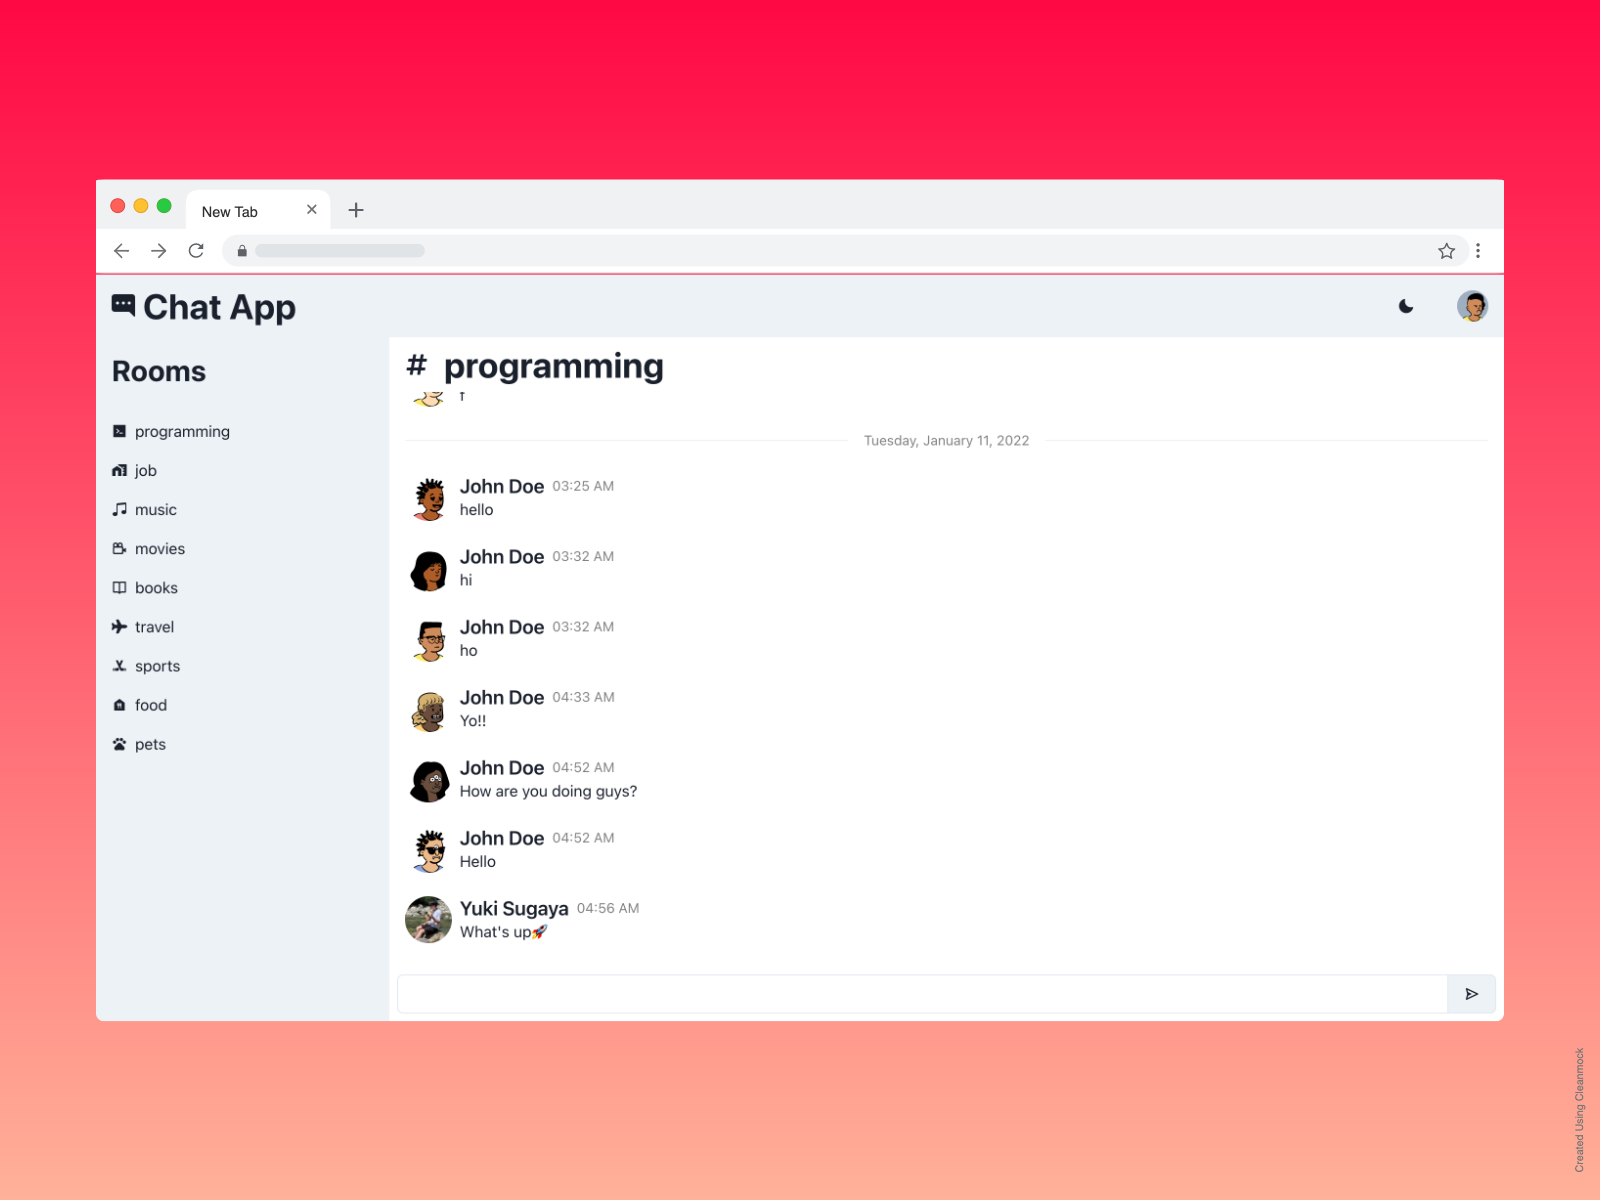 New Tab
Chat App
Rooms
programming
job
music
movies
books
travel
sports
food
pets
# programming
Tuesday, January 11, 2022
John Doe 03:25 AM
hello
John Doe 03:32 AM
hi
John Doe 03:32 AM
ho
John Doe 04:33 AM
Yo!!
John Doe 04:52 AM
How are you doing guys?
John Doe 04:52 AM
Hello
Yuki Sugaya 04:56 AM
What's up🚀
Created Using Cleanmock